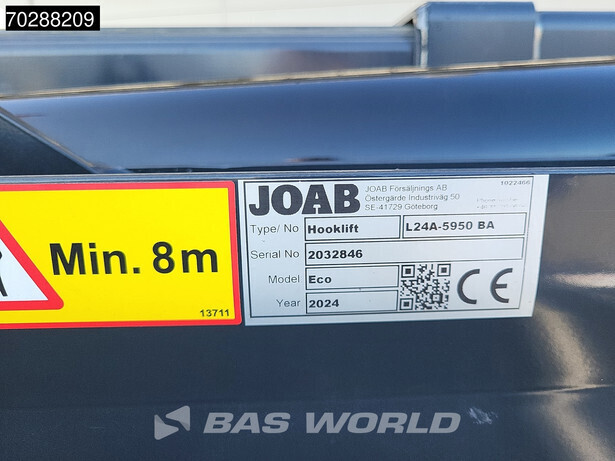 70288209
JOAB
JOAB Försäljnings AB
Östergärde Industriväg 50
SE-41729 Göteborg
1022466
Type/ No Hooklift L24A-5950 BA
Serial No 2032846
Model Eco
Year 2024
CE
Min. 8m
13711
BAS WORLD